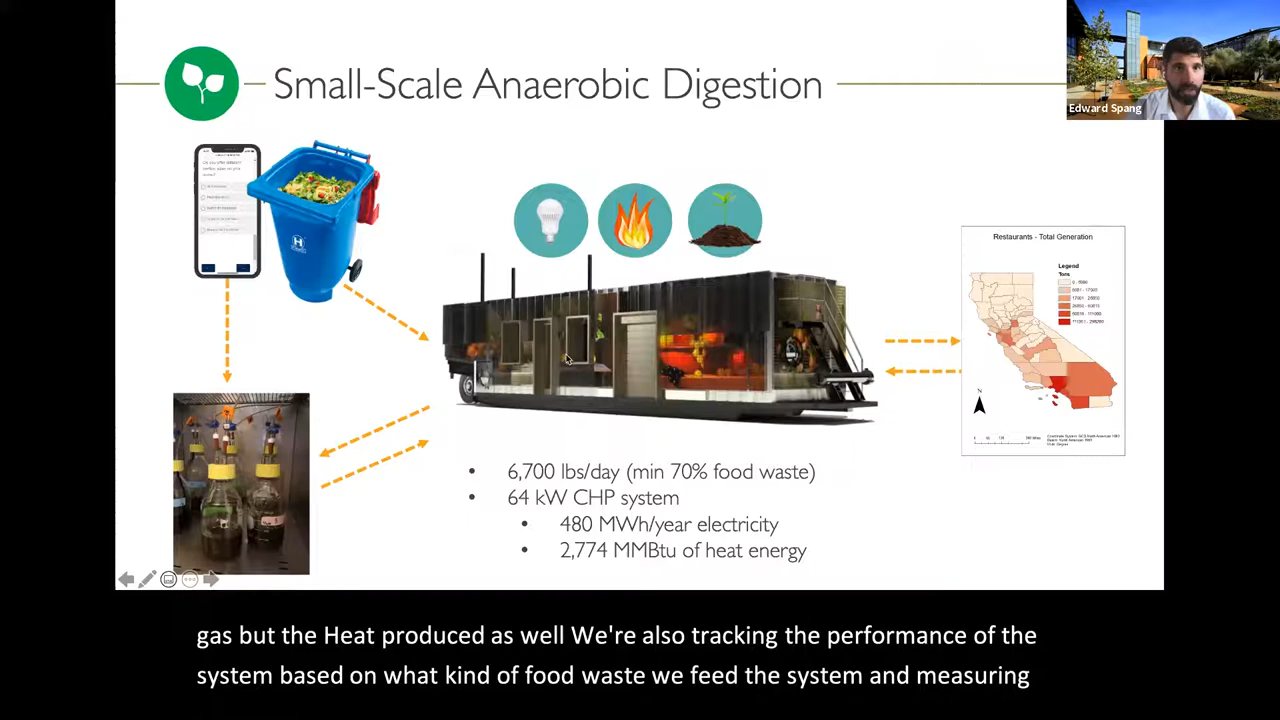 Small-Scale Anaerobic Digestion
Edward Spang
Restaurants - Total Generation
Legend
Tons
N
6,700 lbs/day (min 70% food waste)
64 kW CHP system
480 MWh/year electricity
2,774 MMBtu of heat energy
gas but the Heat produced as well We're also tracking the performance of the
system based on what kind of food waste we feed the system and measuring